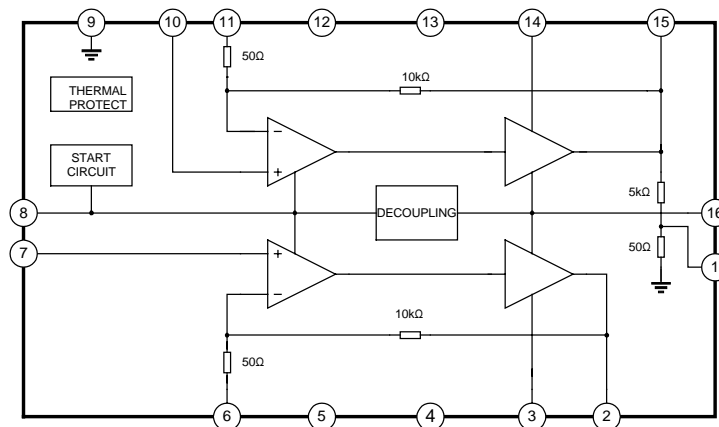 9
10
11
12
13
14
15
50Ω
10kΩ
THERMAL
PROTECT
−
+
START
CIRCUIT
5kΩ
8
DECOUPLING
16
7
50Ω
1
+
−
10kΩ
50Ω
6
5
4
3
2